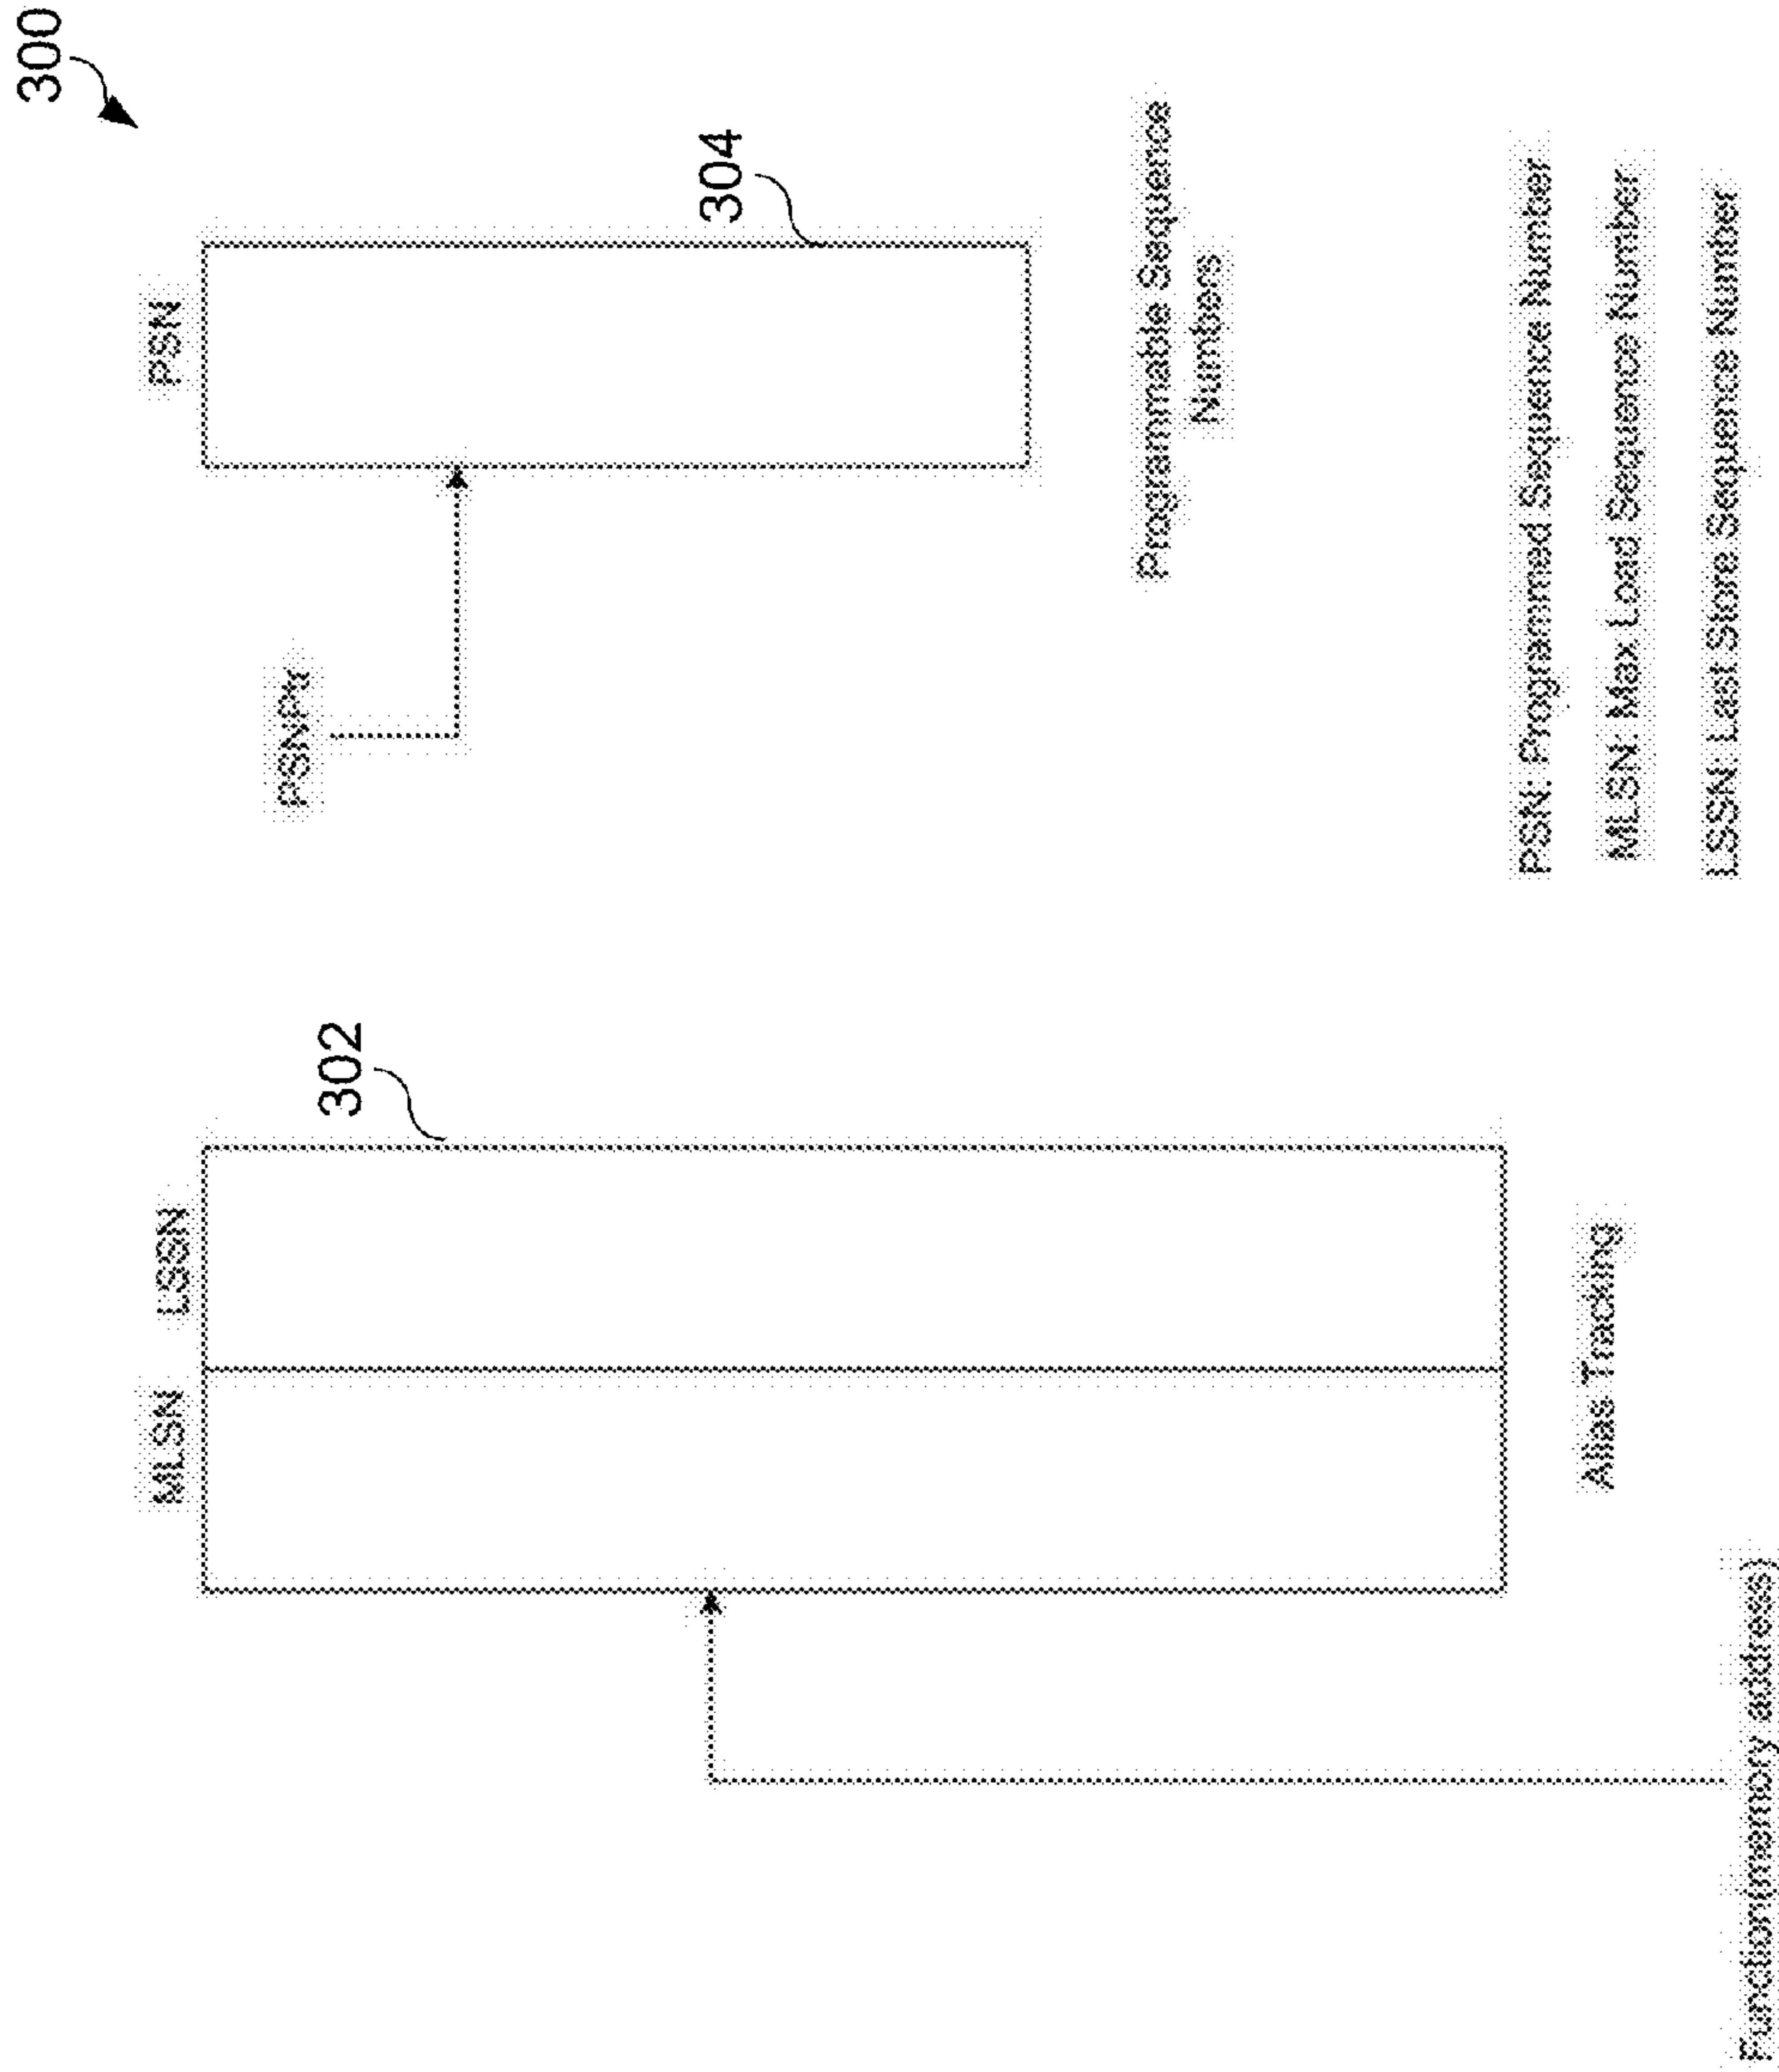 300
MLSN
LSSN
302
PSN
304
Alias Tracking
Function(memory address)
Programmable Sequence
Numbers
PSN: Programmed Sequence Number
MLSN: Max Load Sequence Number
LSSN: Last Store Sequence Number